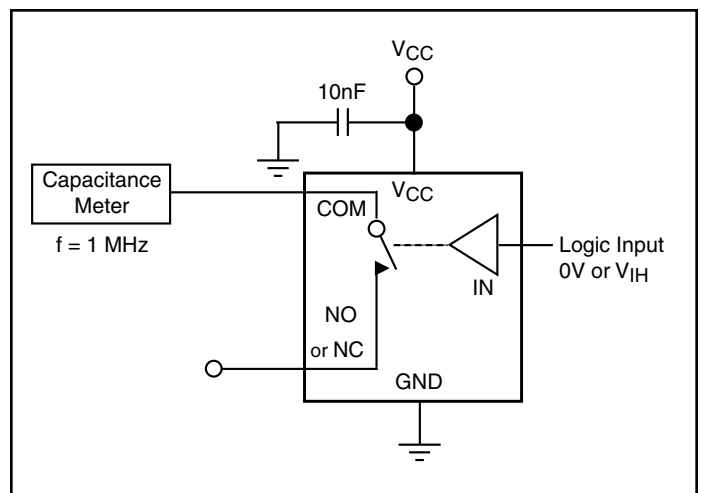 VCC
10nF
Capacitance
Meter
f = 1 MHz
VCC
COM
Logic Input
0V or VIH
IN
NO
or NC
GND